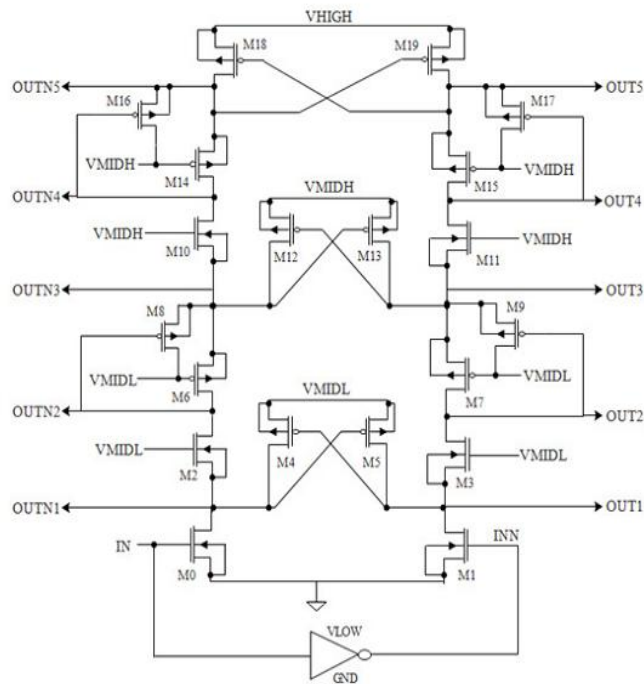 VHIGH
M18
M19
OUTN5
OUT5
M16
M17
VMIDH
VMIDH
M14
M15
OUTN4
OUT4
VMIDH
VMIDH
VMIDH
M10
M12
M13
M11
OUTN3
OUT3
M8
M9
VMIDL
VMIDL
M6
M7
VMIDL
OUTN2
OUT2
VMIDL
VMIDL
M2
M4
M5
M3
OUTN1
OUT1
IN
INN
M0
M1
VLOW
GND